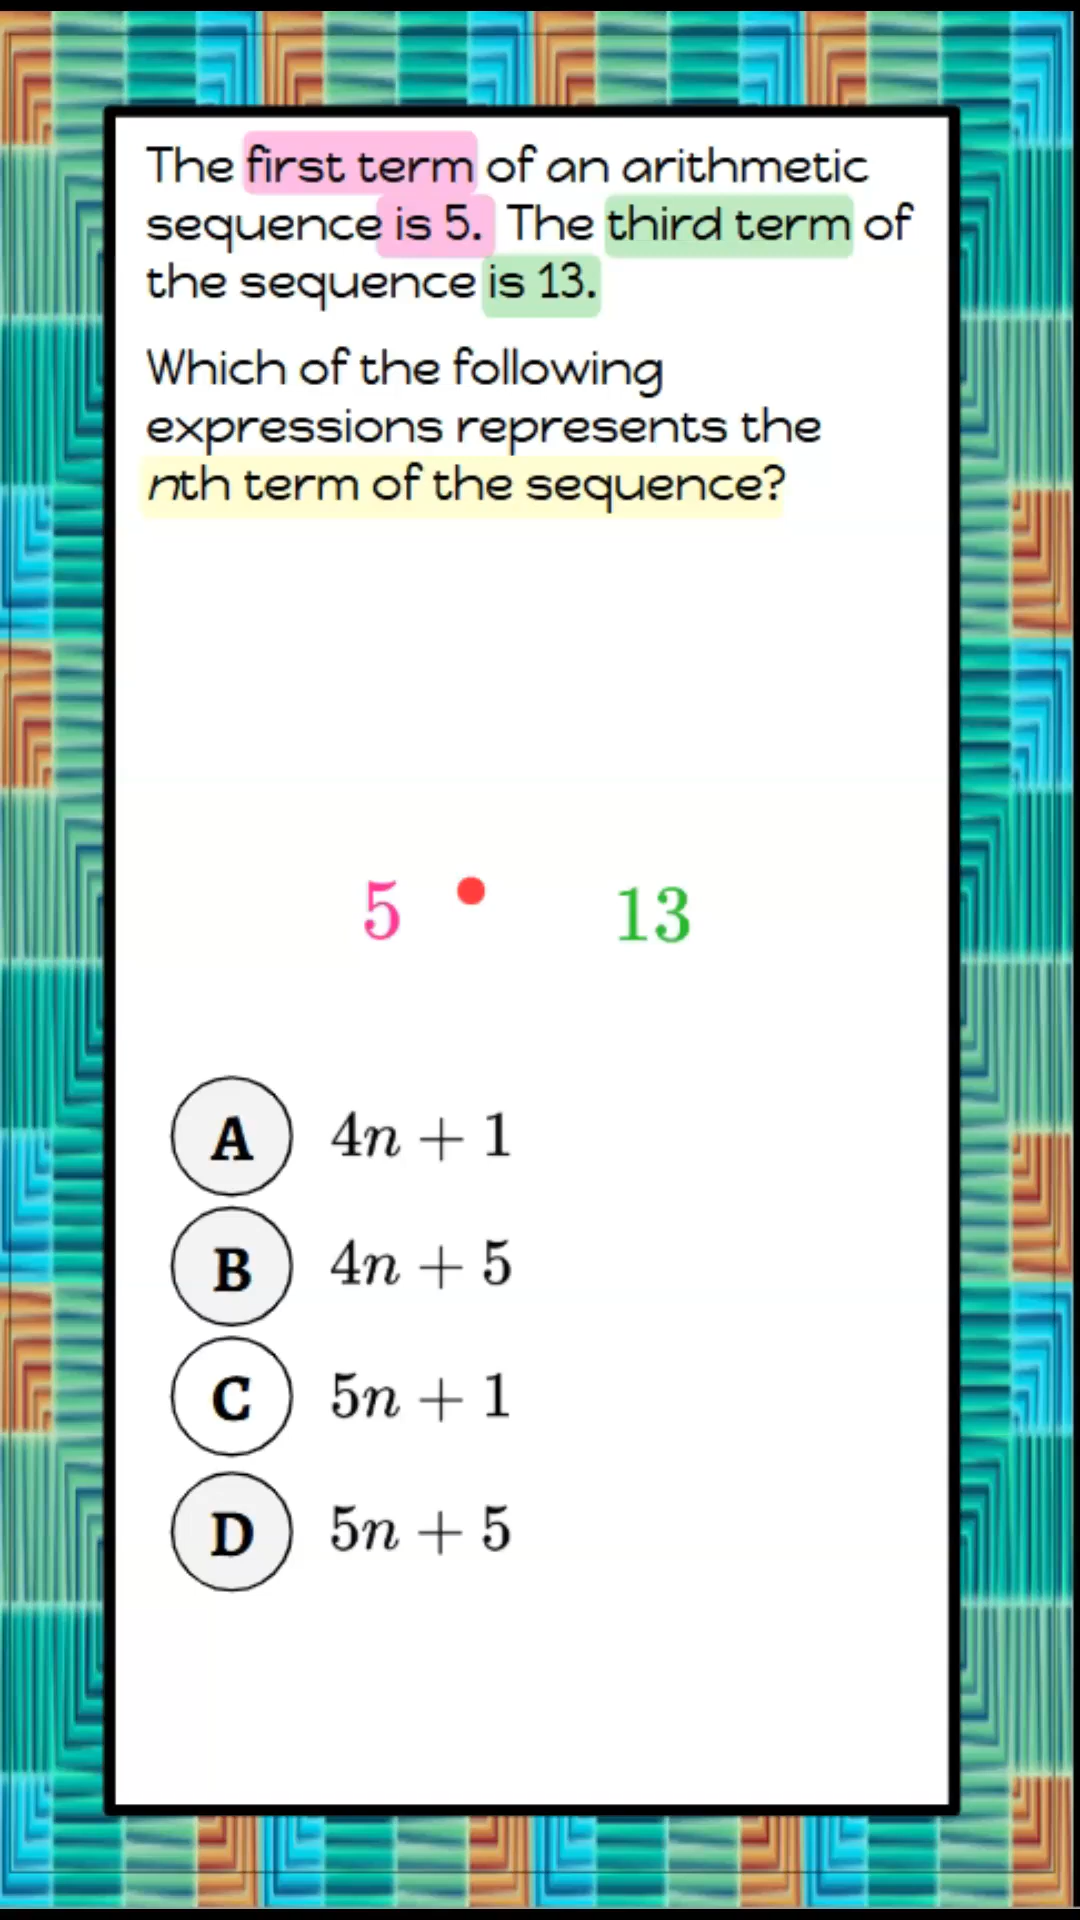 The first term of an arithmetic
sequence is 5. The third term of
the sequence is 13.
Which of the following
expressions represents the
nth term of the sequence?
5 13
A 4n + 1
B 4n + 5
C 5n + 1
D 5n + 5